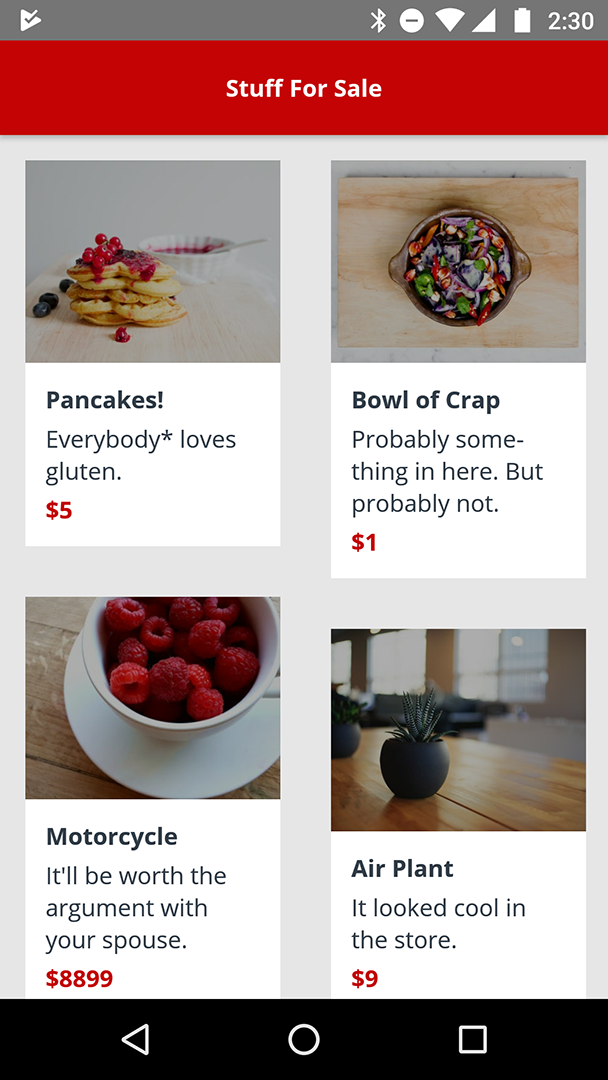 2:30
Stuff For Sale
Pancakes!
Everybody* loves
gluten.
$5
Bowl of Crap
Probably some-
thing in here. But
probably not.
$1
Motorcycle
It'll be worth the
argument with
your spouse.
$8899
Air Plant
It looked cool in
the store.
$9